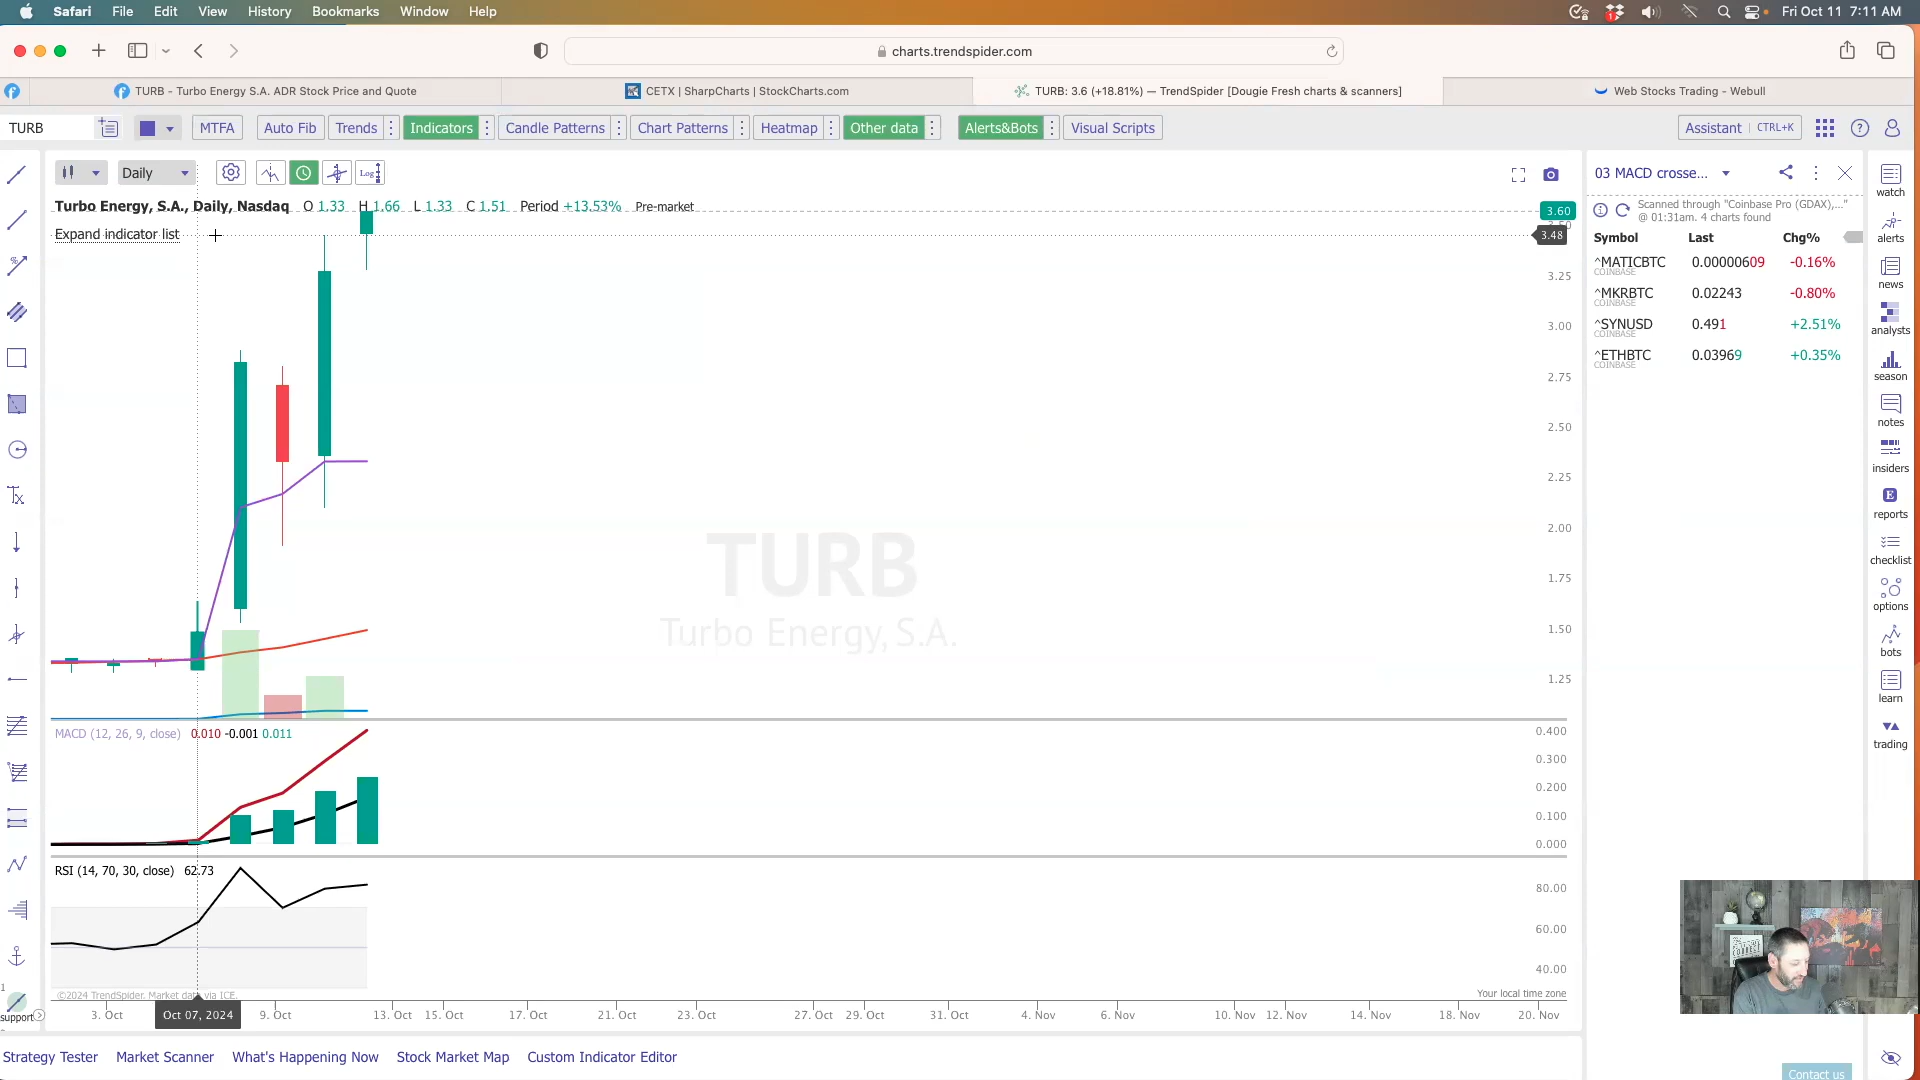 Safari File Edit View History Bookmarks Window Help Fri Oct 11 7:11 AM
charts.trendspider.com
TURB - Turbo Energy S.A. ADR Stock Price and Quote
CETX | SharpCharts | StockCharts.com
TURB: 3.6 (+18.81%) — TrendSpider [Dougie Fresh charts & scanners]
Web Stocks Trading - Webull
TURB MTFA Auto Fib Trends Indicators Candle Patterns Chart Patterns Heatmap Other data Alerts&Bots Visual Scripts Assistant CTRL+K
Daily Log
Turbo Energy, S.A., Daily, Nasdaq O 1.33 H 1.66 L 1.33 C 1.51 Period +13.53% Pre-market
Expand indicator list
3.60
3.48
3.25
3.00
2.75
2.50
2.25
2.00
1.75
1.50
1.25
TURB
Turbo Energy, S.A.
MACD (12, 26, 9, close) 0.010 -0.001 0.011
0.400
0.300
0.200
0.100
0.000
RSI (14, 70, 30, close) 62.73
80.00
60.00
40.00
©2024 TrendSpider. Market data via ICE.
Your local time zone
3. Oct Oct 07, 2024 9. Oct 13. Oct 15. Oct 17. Oct 21. Oct 23. Oct 27. Oct 29. Oct 31. Oct 4. Nov 6. Nov 10. Nov 12. Nov 14. Nov 18. Nov 20. Nov
support
Strategy Tester Market Scanner What's Happening Now Stock Market Map Custom Indicator Editor
03 MACD crosse...
Scanned through "Coinbase Pro (GDAX),..."
@ 01:31am. 4 charts found
Symbol Last Chg%
^MATICBTC 0.00000609 -0.16%
COINBASE
^MKRBTC 0.02243 -0.80%
COINBASE
^SYNUSD 0.491 +2.51%
COINBASE
^ETHBTC 0.03969 +0.35%
COINBASE
watch
alerts
news
analysts
season
notes
insiders
reports
checklist
options
bots
learn
trading
Contact us